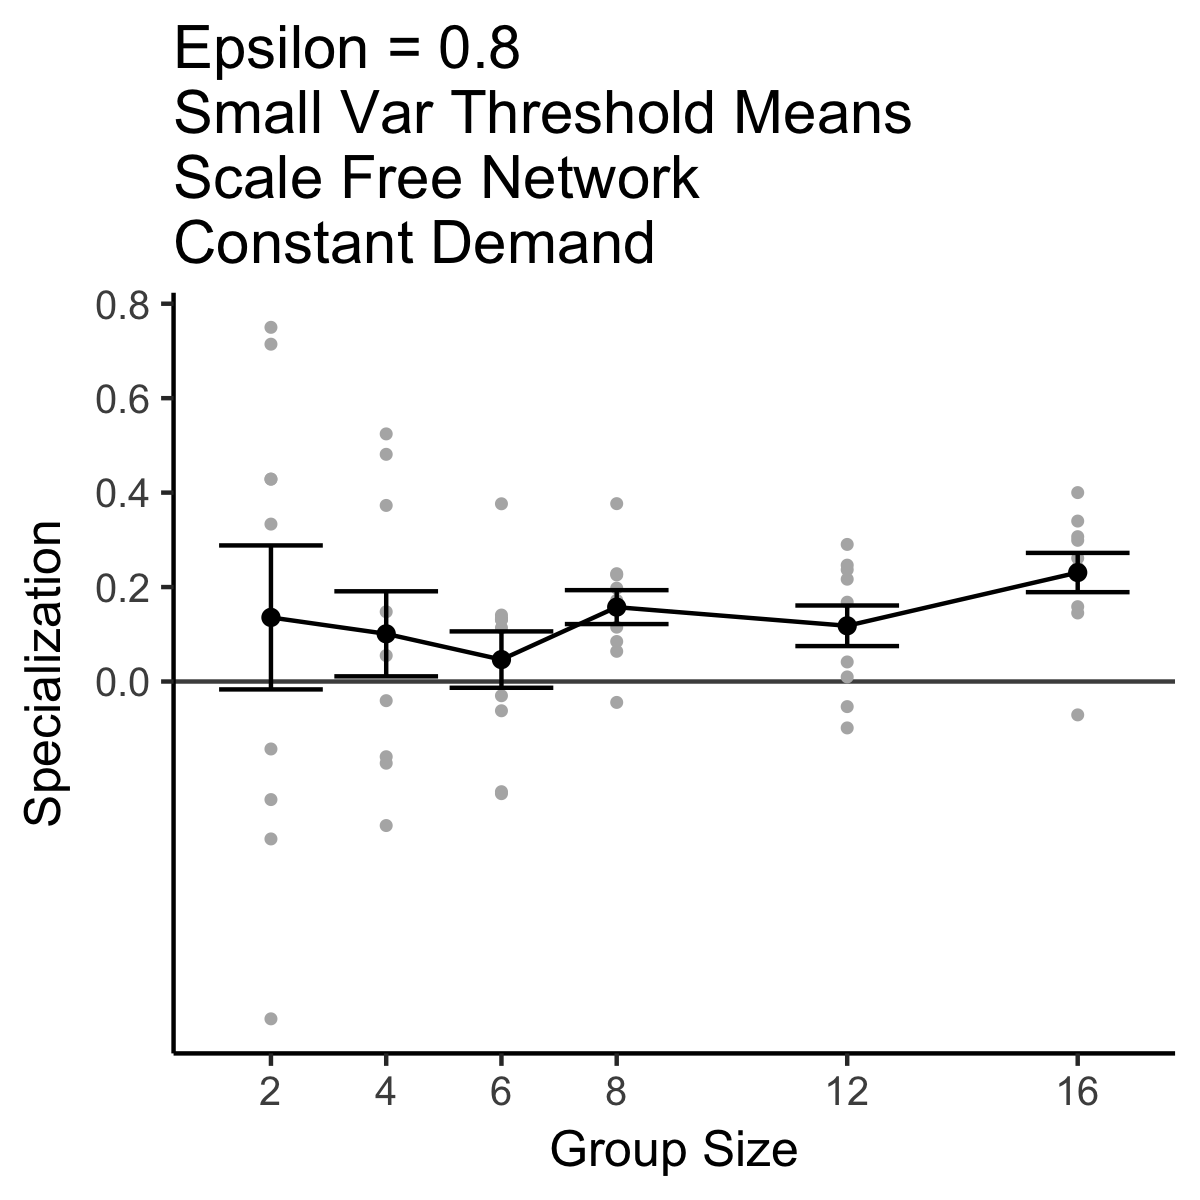 Epsilon = 0.8
Small Var Threshold Means
Scale Free Network
Constant Demand
0.8
0.6
0.4
0.2
0.0
Specialization
2 4 6 8 12 16
Group Size